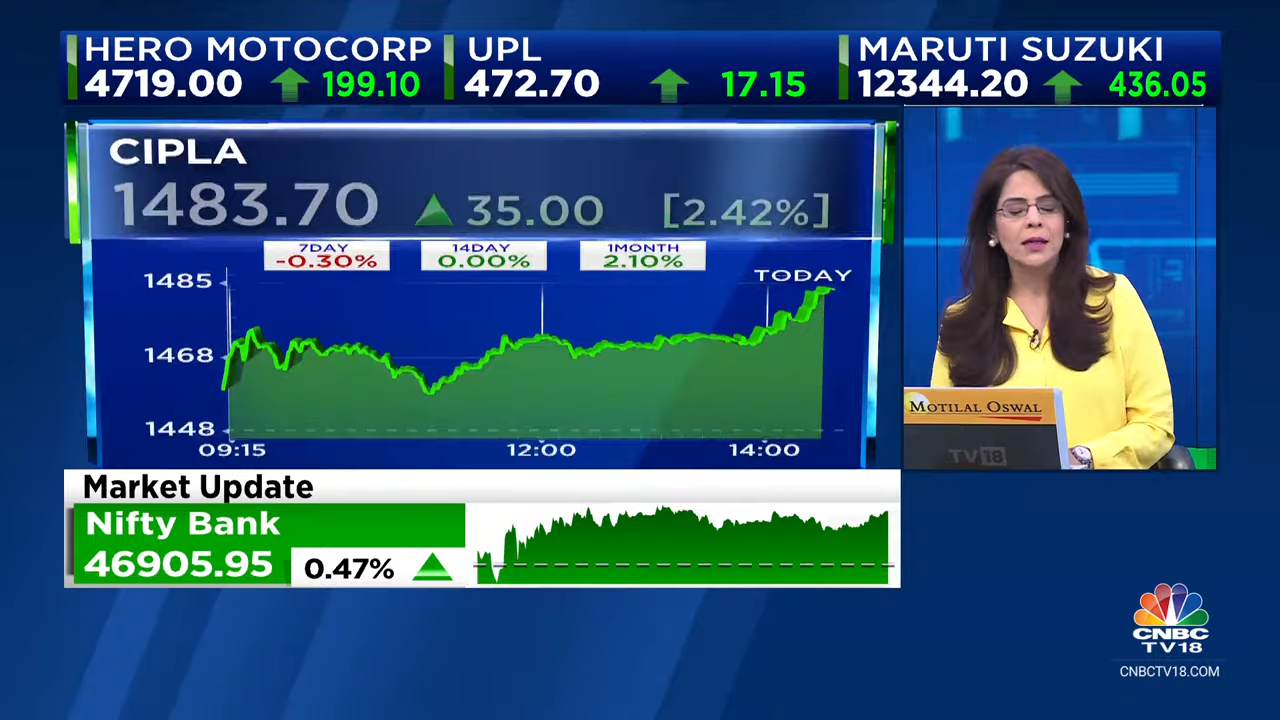 HERO MOTOCORP
4719.00 199.10
UPL
472.70 17.15
MARUTI SUZUKI
12344.20 436.05
CIPLA
1483.70 35.00 [2.42%]
7DAY
-0.30%
14DAY
0.00%
1MONTH
2.10%
TODAY
1485
1468
1448
09:15 12:00 14:00
MOTILAL OSWAL
TV18
Market Update
Nifty Bank
46905.95 0.47%
CNBC
TV18
CNBCTV18.COM